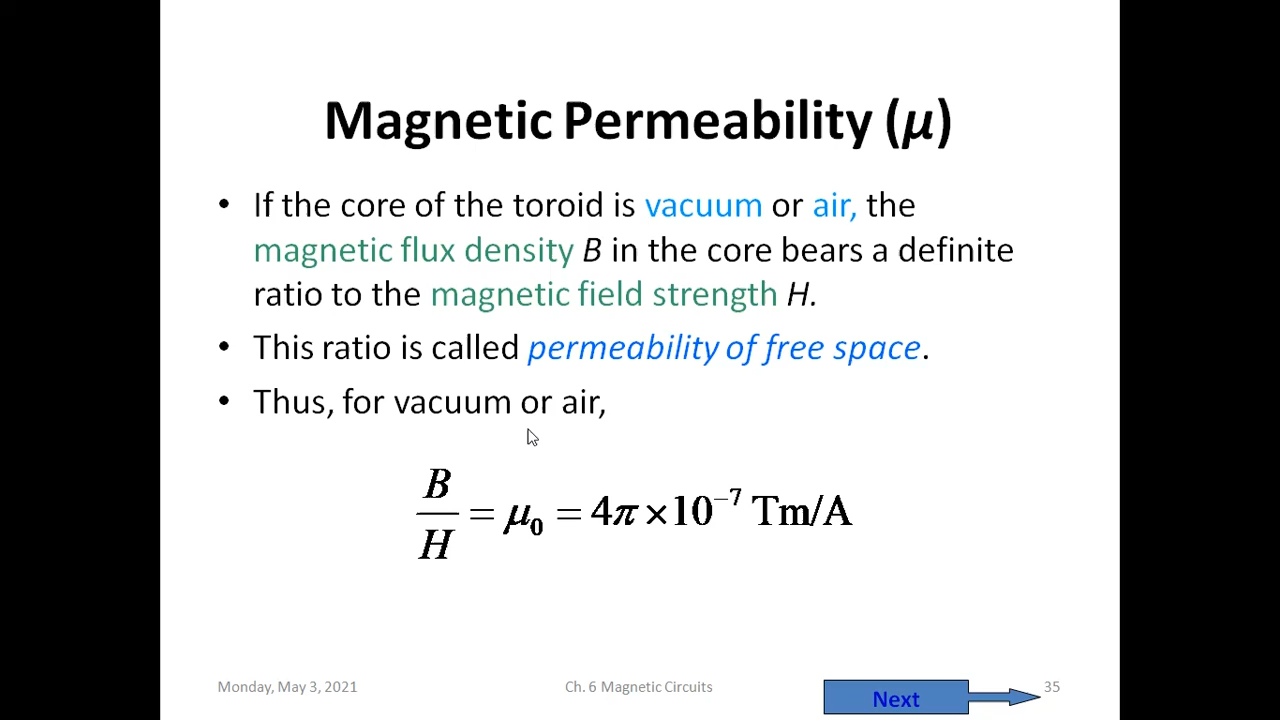 Magnetic Permeability (μ)
• If the core of the toroid is vacuum or air, the
magnetic flux density B in the core bears a definite
ratio to the magnetic field strength H.
• This ratio is called permeability of free space.
• Thus, for vacuum or air,
B/H = μ₀ = 4π ×10⁻⁷ Tm/A
Monday, May 3, 2021
Ch. 6 Magnetic Circuits
Next
35